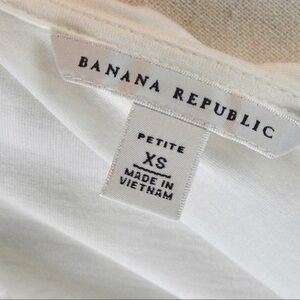 BANANA REPUBLIC
PETITE
XS
MADE IN
VIETNAM